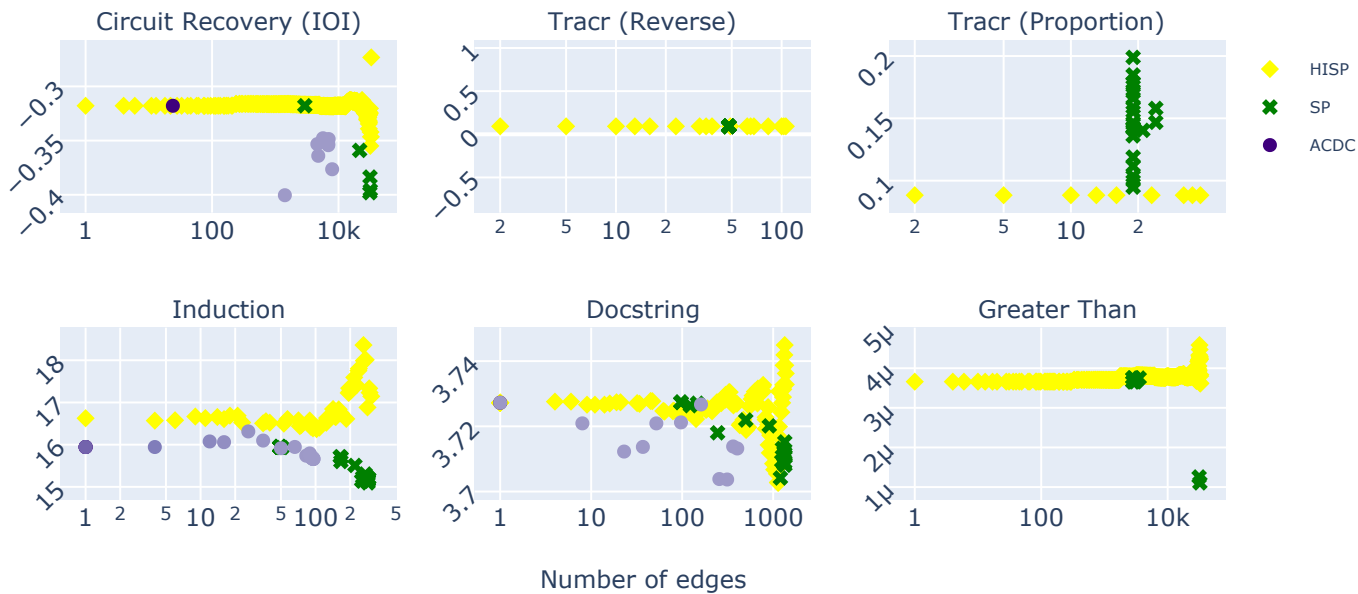 Circuit Recovery (IOI)
Tracr (Reverse)
Tracr (Proportion)
−0.3
−0.35
−0.4
1
100
10k
1
0.5
0
−0.5
2
5
10
2
5
100
0.2
0.15
0.1
2
5
10
2
HISP
SP
ACDC
Induction
Docstring
Greater Than
18
17
16
15
1
2
5
10
2
5
100
2
5
3.74
3.72
3.7
1
10
100
1000
5μ
4μ
3μ
2μ
1μ
1
100
10k
Number of edges